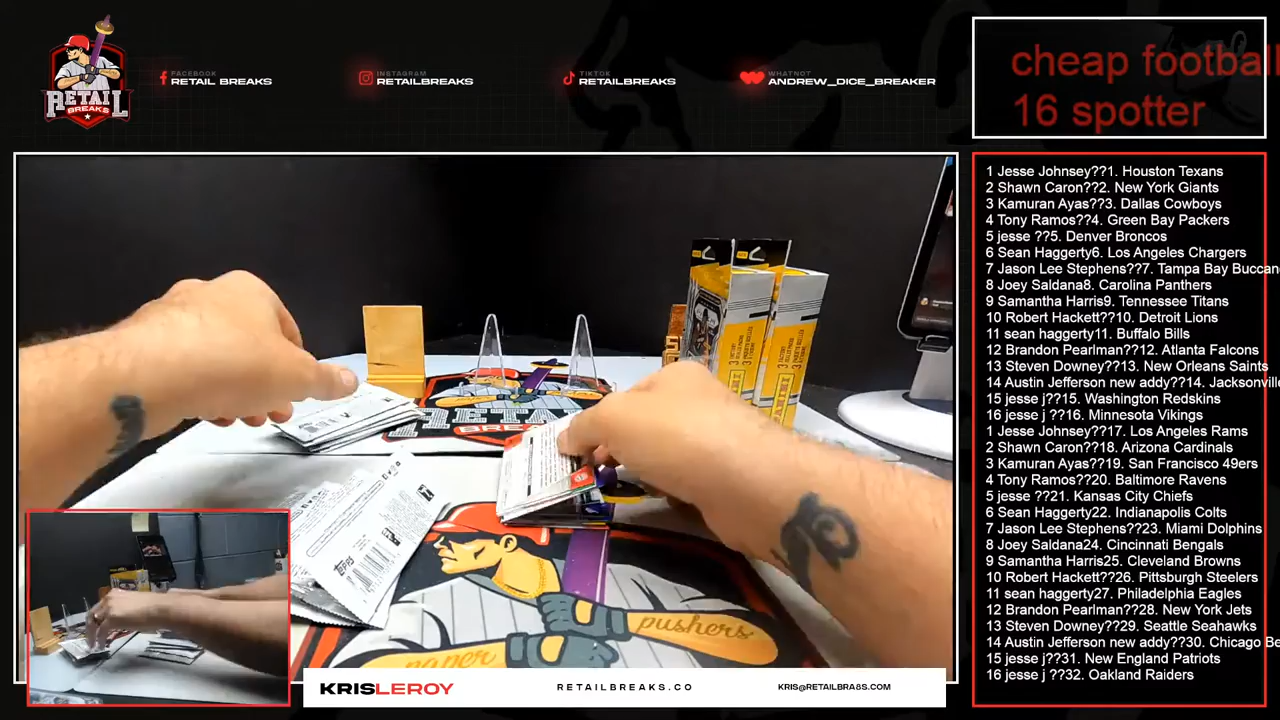 RETAIL
BREAKS
FACEBOOK
RETAIL BREAKS
INSTAGRAM
RETAILBREAKS
TIKTOK
RETAILBREAKS
WHATNOT
ANDREW_DICE_BREAKER
cheap football
16 spotter
1 Jesse Johnsey??1. Houston Texans
2 Shawn Caron??2. New York Giants
3 Kamuran Ayas??3. Dallas Cowboys
4 Tony Ramos??4. Green Bay Packers
5 jesse ??5. Denver Broncos
6 Sean Haggerty6. Los Angeles Chargers
7 Jason Lee Stephens??7. Tampa Bay Buccan
8 Joey Saldana8. Carolina Panthers
9 Samantha Harris9. Tennessee Titans
10 Robert Hackett??10. Detroit Lions
11 sean haggerty11. Buffalo Bills
12 Brandon Pearlman??12. Atlanta Falcons
13 Steven Downey??13. New Orleans Saints
14 Austin Jefferson new addy??14. Jacksonvill
15 jesse j??15. Washington Redskins
16 jesse j ??16. Minnesota Vikings
1 Jesse Johnsey??17. Los Angeles Rams
2 Shawn Caron??18. Arizona Cardinals
3 Kamuran Ayas??19. San Francisco 49ers
4 Tony Ramos??20. Baltimore Ravens
5 jesse ??21. Kansas City Chiefs
6 Sean Haggerty22. Indianapolis Colts
7 Jason Lee Stephens??23. Miami Dolphins
8 Joey Saldana24. Cincinnati Bengals
9 Samantha Harris25. Cleveland Browns
10 Robert Hackett??26. Pittsburgh Steelers
11 sean haggerty27. Philadelphia Eagles
12 Brandon Pearlman??28. New York Jets
13 Steven Downey??29. Seattle Seahawks
14 Austin Jefferson new addy??30. Chicago Be
15 jesse j??31. New England Patriots
16 jesse j ??32. Oakland Raiders
RETA
topps
pushers
paper
KRISLEROY
RETAILBREAKS.CO
KRIS@RETAILBRA8S.COM